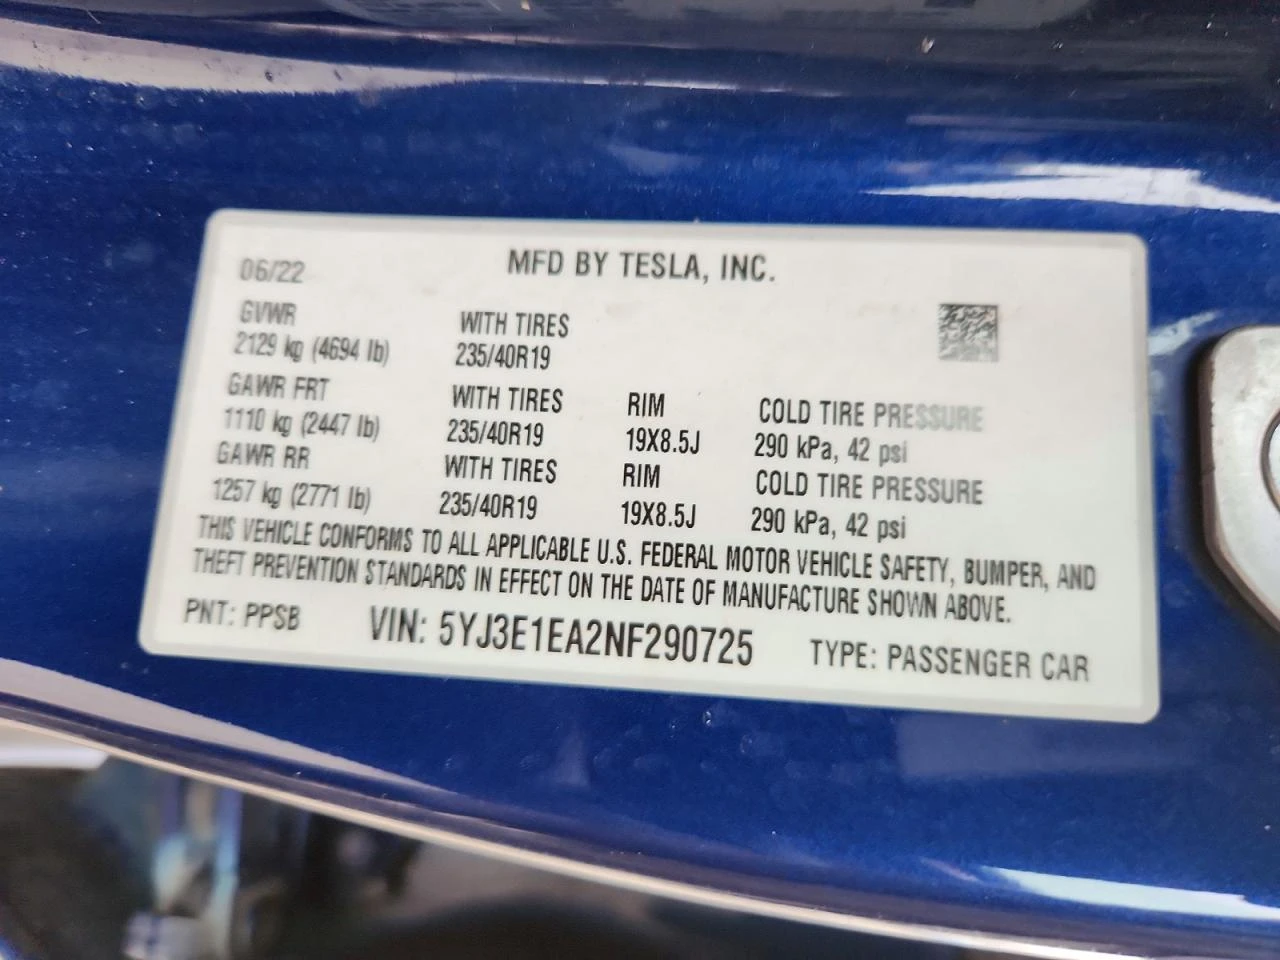 MFD BY TESLA, INC.
06/22
GVWR
2129 kg (4694 lb)
WITH TIRES
235/40R19
GAWR FRT
1110 kg (2447 lb)
WITH TIRES
235/40R19
RIM
19X8.5J
COLD TIRE PRESSURE
290 kPa, 42 psi
GAWR RR
1257 kg (2771 lb)
WITH TIRES
235/40R19
RIM
19X8.5J
COLD TIRE PRESSURE
290 kPa, 42 psi
THIS VEHICLE CONFORMS TO ALL APPLICABLE U.S. FEDERAL MOTOR VEHICLE SAFETY, BUMPER, AND
THEFT PREVENTION STANDARDS IN EFFECT ON THE DATE OF MANUFACTURE SHOWN ABOVE.
PNT: PPSB VIN: 5YJ3E1EA2NF290725 TYPE: PASSENGER CAR